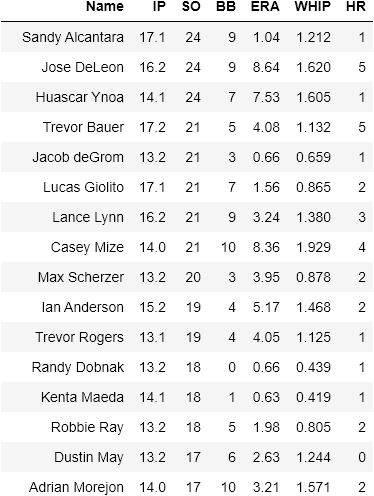 Name IP SO BB ERA WHIP HR
Sandy Alcantara 17.1 24 9 1.04 1.212 1
Jose DeLeon 16.2 24 9 8.64 1.620 5
Huascar Ynoa 14.1 24 7 7.53 1.605 1
Trevor Bauer 17.2 21 5 4.08 1.132 5
Jacob deGrom 13.2 21 3 0.66 0.659 1
Lucas Giolito 17.1 21 7 1.56 0.865 2
Lance Lynn 16.2 21 9 3.24 1.380 3
Casey Mize 14.0 21 10 8.36 1.929 4
Max Scherzer 13.2 20 3 3.95 0.878 2
Ian Anderson 15.2 19 4 5.17 1.468 2
Trevor Rogers 13.1 19 4 4.05 1.125 1
Randy Dobnak 13.2 18 0 0.66 0.439 1
Kenta Maeda 14.1 18 1 0.63 0.419 1
Robbie Ray 13.2 18 5 1.98 0.805 2
Dustin May 13.2 17 6 2.63 1.244 0
Adrian Morejon 14.0 17 10 3.21 1.571 2